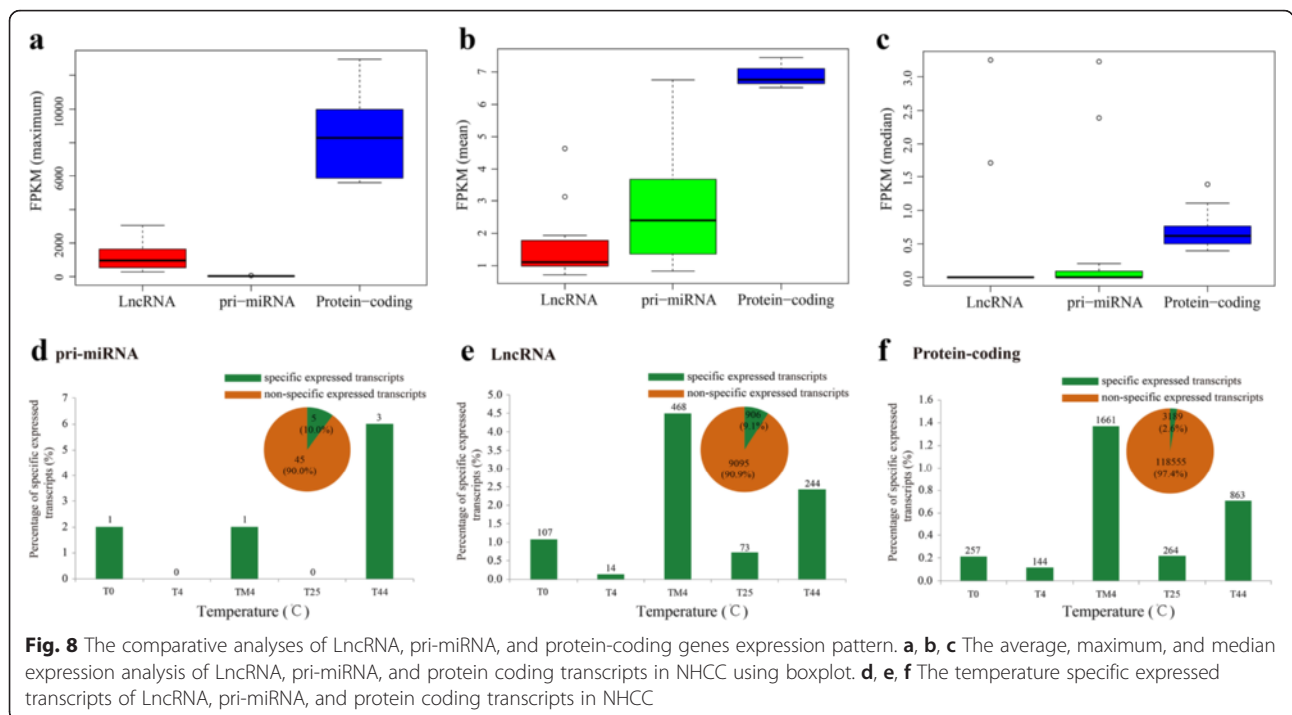 a
FPKM (maximum)
0
2000
6000
10000
LncRNA
pri−miRNA
Protein−coding
b
FPKM (mean)
1
2
3
4
5
6
7
LncRNA
pri−miRNA
Protein−coding
c
FPKM (median)
0.0
0.5
1.0
1.5
2.0
2.5
3.0
LncRNA
pri−miRNA
Protein−coding
d pri-miRNA
specific expressed transcripts
non-specific expressed transcripts
Percentage of specific expressed
transcripts (%)
7
6
5
4
3
2
1
0
5
(10.0%)
45
(90.0%)
1
0
1
0
3
T0
T4
TM4
T25
T44
Temperature (℃)
e LncRNA
specific expressed transcripts
non-specific expressed transcripts
Percentage of specific expressed
transcripts (%)
5.0
4.5
4.0
3.5
3.0
2.5
2.0
1.5
1.0
0.5
0.0
906
(9.1%)
9095
(90.9%)
107
14
468
73
244
T0
T4
TM4
T25
T44
Temperature (℃)
f Protein-coding
specific expressed transcripts
non-specific expressed transcripts
Percentage of specific expressed
transcripts (%)
1.6
1.4
1.2
1.0
0.8
0.6
0.4
0.2
0.0
3189
(2.6%)
118555
(97.4%)
257
144
1661
264
863
T0
T4
TM4
T25
T44
Temperature (℃)
Fig. 8 The comparative analyses of LncRNA, pri-miRNA, and protein-coding genes expression pattern. a, b, c The average, maximum, and median
expression analysis of LncRNA, pri-miRNA, and protein coding transcripts in NHCC using boxplot. d, e, f The temperature specific expressed
transcripts of LncRNA, pri-miRNA, and protein coding transcripts in NHCC